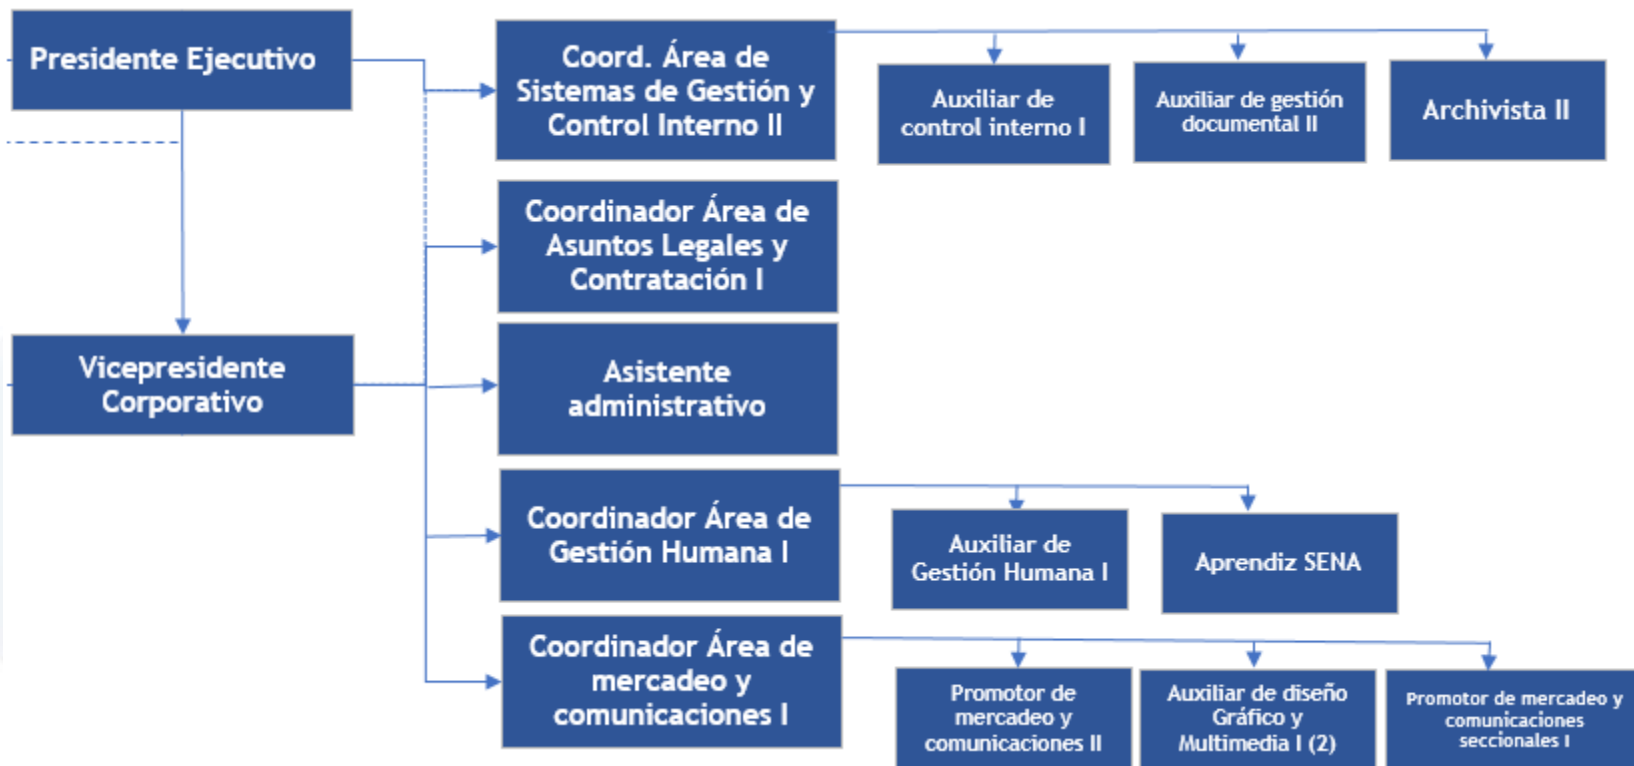 Presidente Ejecutivo
Coord. Área de
Sistemas de Gestión y
Control Interno II
Auxiliar de
control interno I
Auxiliar de gestión
documental II
Archivista II
Coordinador Área de
Asuntos Legales y
Contratación I
Vicepresidente
Corporativo
Asistente
administrativo
Coordinador Área de
Gestión Humana I
Auxiliar de
Gestión Humana I
Aprendiz SENA
Coordinador Área de
mercadeo y
comunicaciones I
Promotor de
mercadeo y
comunicaciones II
Auxiliar de diseño
Gráfico y
Multimedia I (2)
Promotor de mercadeo y
comunicaciones
seccionales I